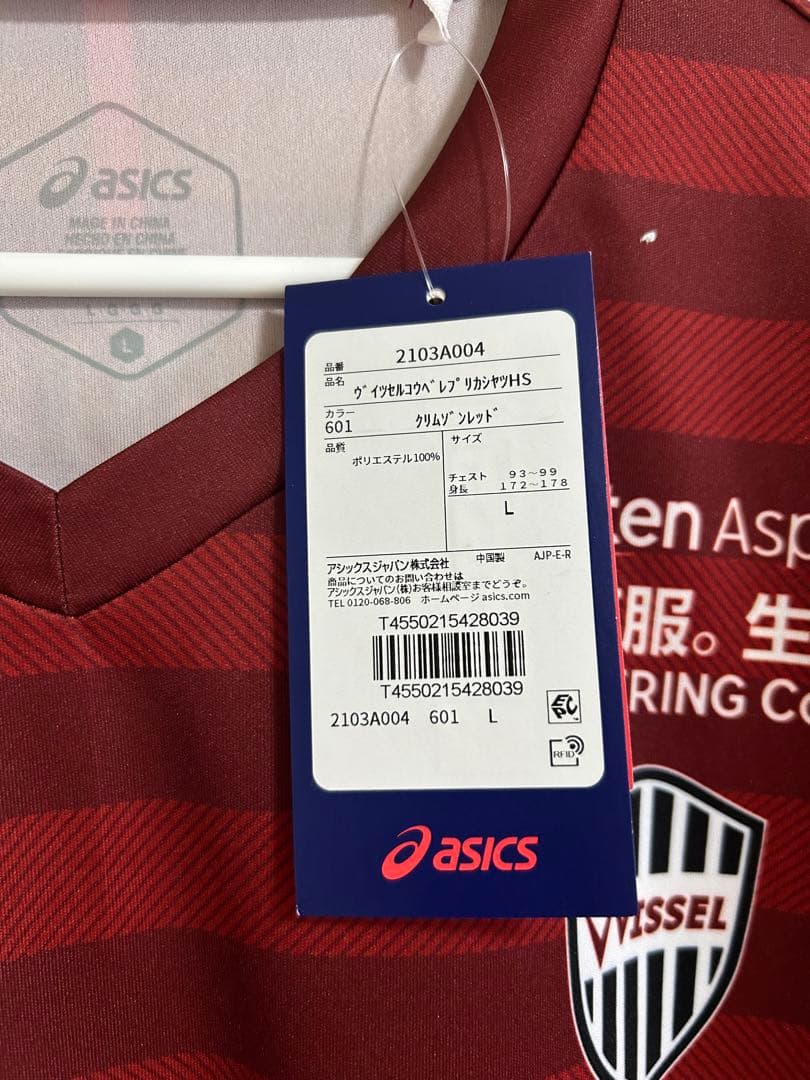 asics
MADE IN CHINA
HECHO EN CHINA
L
品番 2103A004
品名 ヴイツセルコウベレプリカシヤツHS
カラー
601 クリムゾンレッド
品質
ポリエステル100%
サイズ
チェスト 93~99
身長 172~178
L
アシックスジャパン株式会社 中国製 AJP-E-R
商品についてのお問い合わせは
アシックスジャパン(株)お客様相談室までどうぞ。
TEL 0120-068-806 ホームページ asics.com
T4550215428039
T4550215428039
2103A004 601 L
EPC
RFID
asics
ten Asp
服。生
RING Co
VISSEL